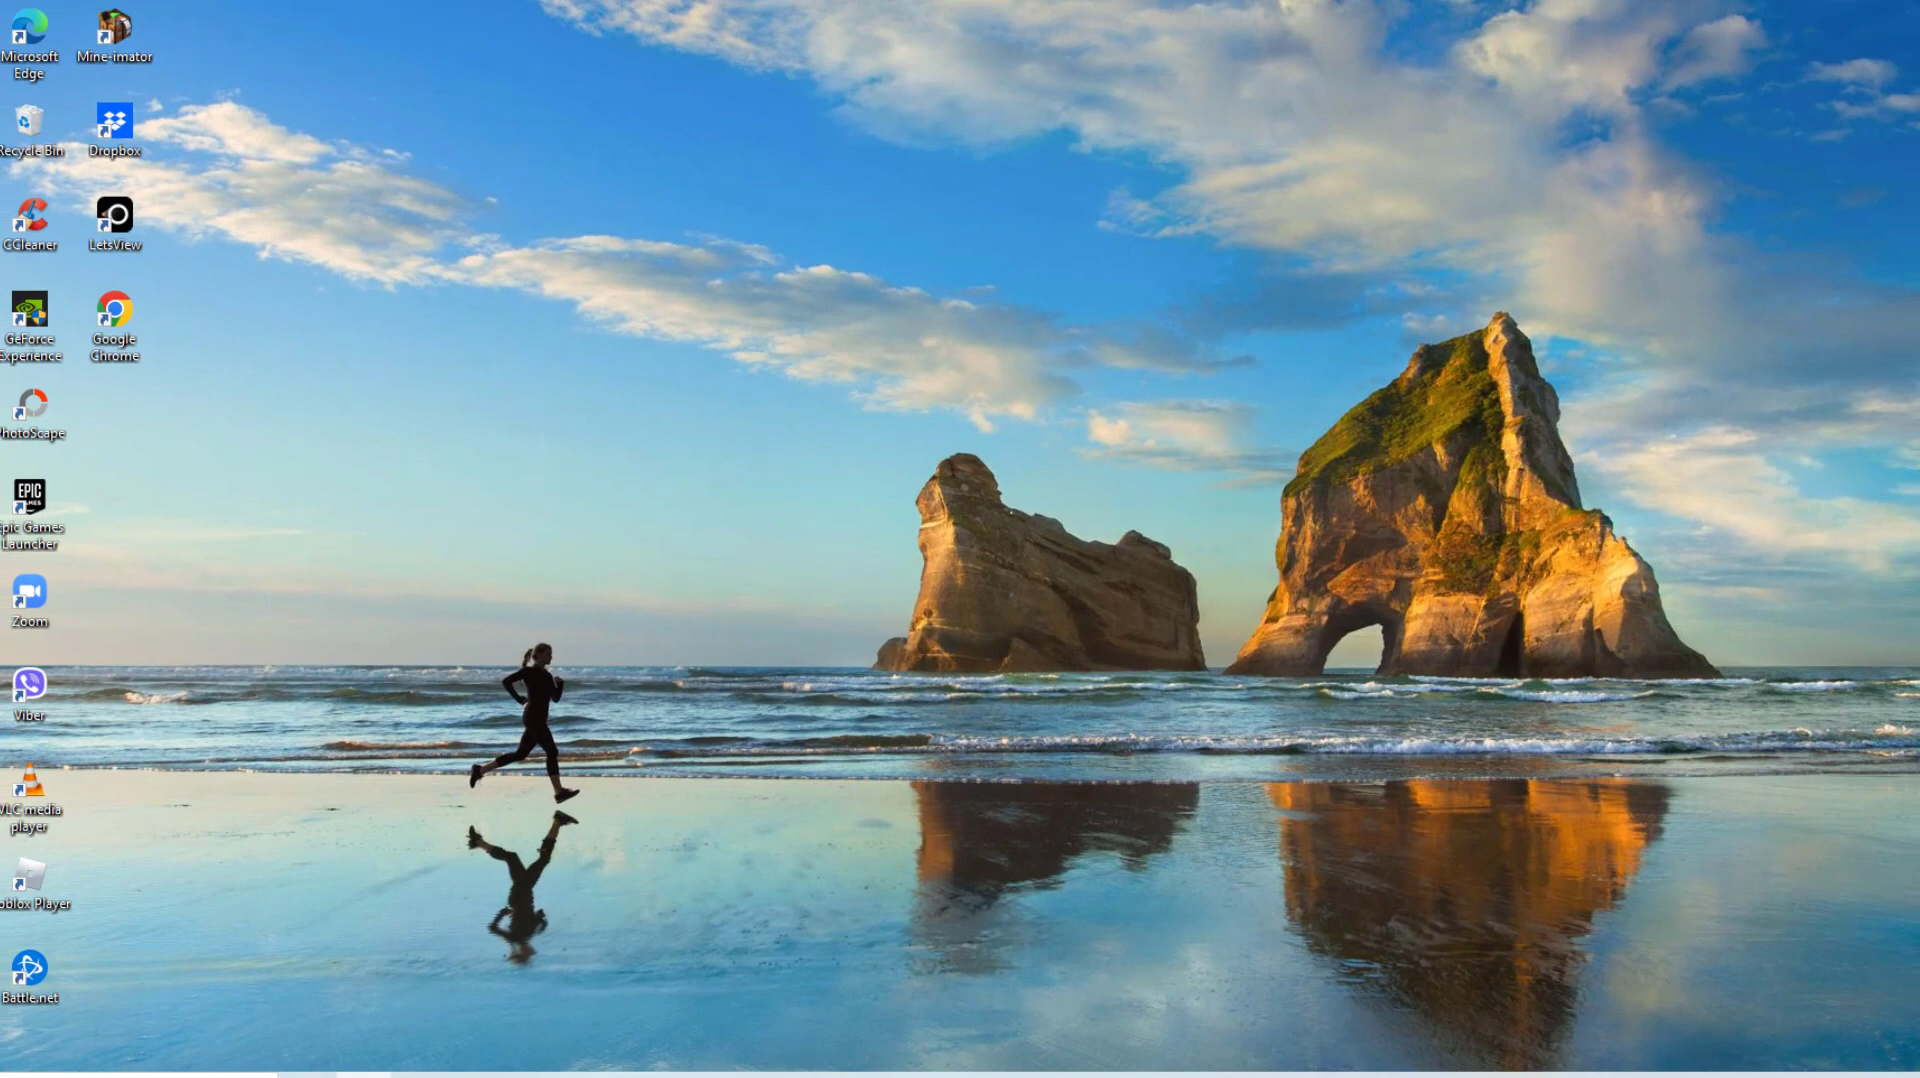 Microsoft
Edge
Mine-imator
Recycle Bin
Dropbox
CCleaner
LetsView
GeForce
Experience
Google
Chrome
hotoScape
EPIC
GAMES
pic Games
Launcher
Zoom
Viber
VLC media
player
oblox Player
Battle.net